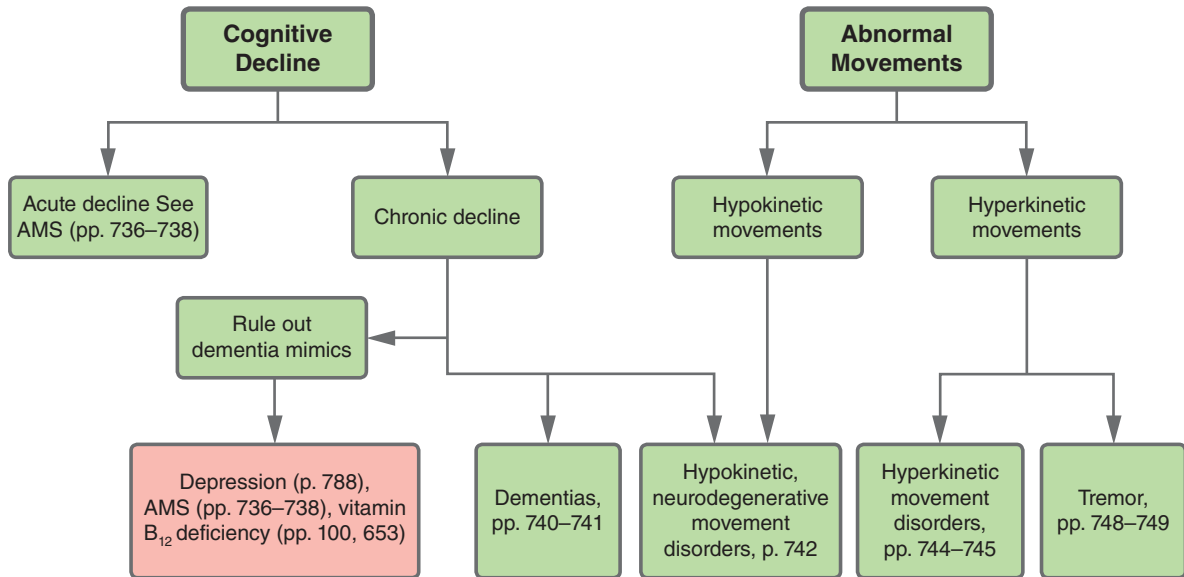 Cognitive
Decline
Abnormal
Movements
Acute decline See
AMS (pp. 736–738)
Chronic decline
Hypokinetic
movements
Hyperkinetic
movements
Rule out
dementia mimics
Depression (p. 788),
AMS (pp. 736–738), vitamin
B12 deficiency (pp. 100, 653)
Dementias,
pp. 740–741
Hypokinetic,
neurodegenerative
movement
disorders, p. 742
Hyperkinetic
movement
disorders,
pp. 744–745
Tremor,
pp. 748–749